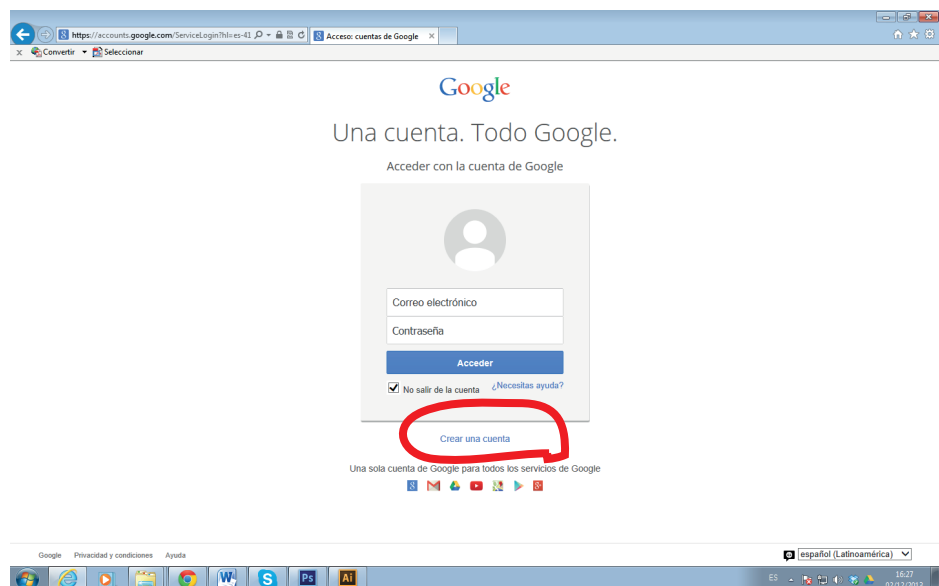 https://accounts.google.com/ServiceLogin?hl=es-41
Acceso: cuentas de Google
x Convertir Seleccionar
Google
Una cuenta. Todo Google.
Acceder con la cuenta de Google
Correo electrónico
Contraseña
Acceder
No salir de la cuenta ¿Necesitas ayuda?
Crear una cuenta
Una sola cuenta de Google para todos los servicios de Google
Google Privacidad y condiciones Ayuda
español (Latinoamérica)
W S Ps Ai
ES 16:27